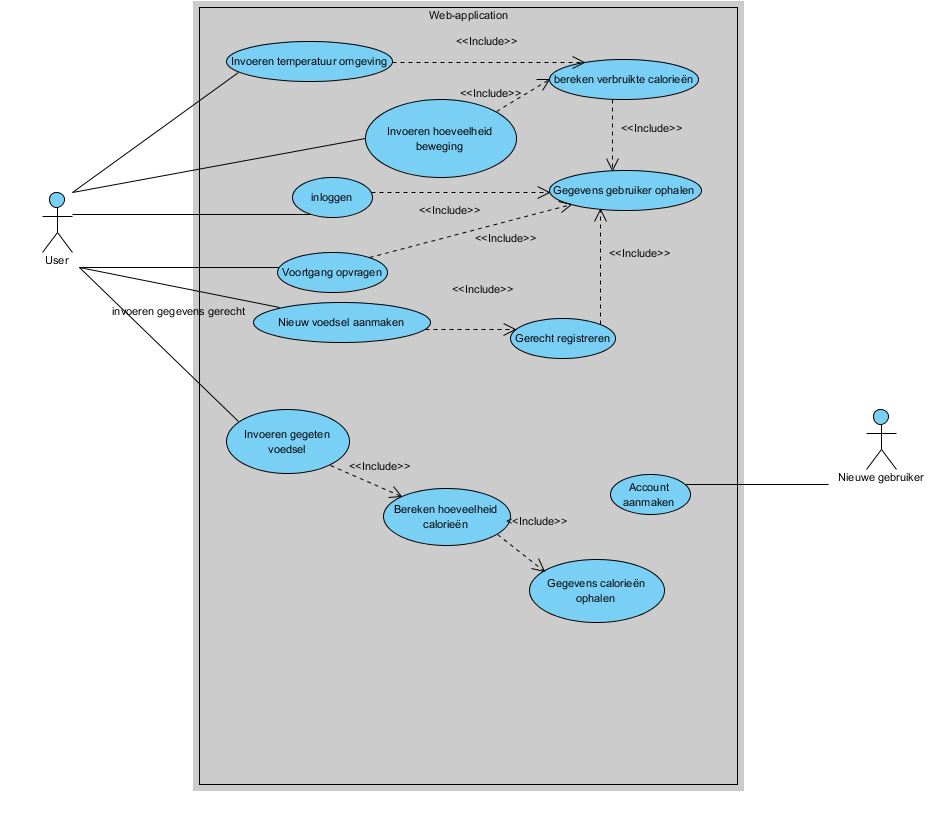 Web-application
<<Include>>
Invoeren temperatuur omgeving
bereken verbruikte calorieën
<<Include>>
Invoeren hoeveelheid
beweging
<<Include>>
inloggen
Gegevens gebruiker ophalen
<<Include>>
<<Include>>
User
<<Include>>
Voortgang opvragen
<<Include>>
invoeren gegevens gerecht
Nieuw voedsel aanmaken
Gerecht registreren
Invoeren gegeten
voedsel
<<Include>>
Nieuwe gebruiker
Account
aanmaken
Bereken hoeveelheid
calorieën
<<Include>>
Gegevens calorieën
ophalen